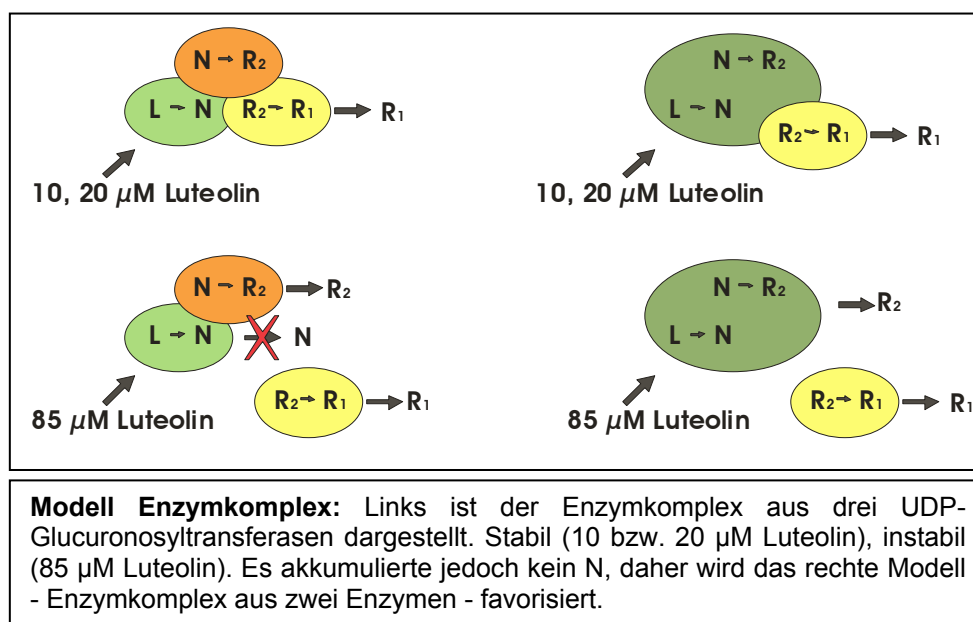 N → R₂
L → N R₂→ R₁ → R₁
10, 20 µM Luteolin
N → R₂
L → N
R₂→ R₁ → R₁
10, 20 µM Luteolin
N → R₂ → R₂
L → N → N
R₂→ R₁ → R₁
85 µM Luteolin
N → R₂
→ R₂
L → N
R₂→ R₁ → R₁
85 µM Luteolin
Modell Enzymkomplex: Links ist der Enzymkomplex aus drei UDP-
Glucuronosyltransferasen dargestellt. Stabil (10 bzw. 20 µM Luteolin), instabil
(85 µM Luteolin). Es akkumulierte jedoch kein N, daher wird das rechte Modell
- Enzymkomplex aus zwei Enzymen - favorisiert.